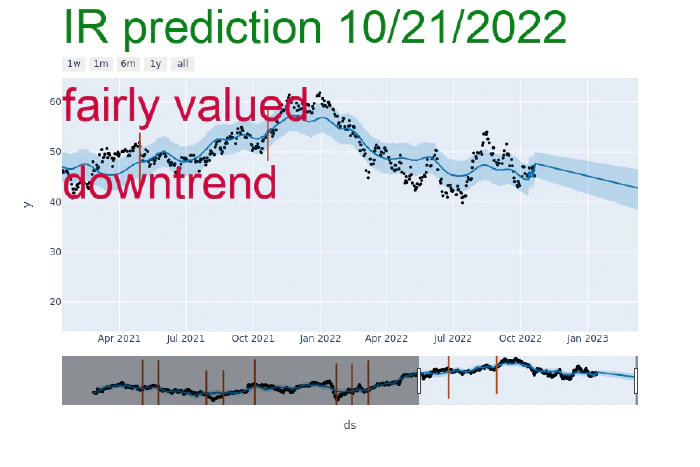 IR prediction 10/21/2022
1w 1m 6m 1y all
fairly valued
downtrend
60
50
40
30
20
y
Apr 2021 Jul 2021 Oct 2021 Jan 2022 Apr 2022 Jul 2022 Oct 2022 Jan 2023
ds